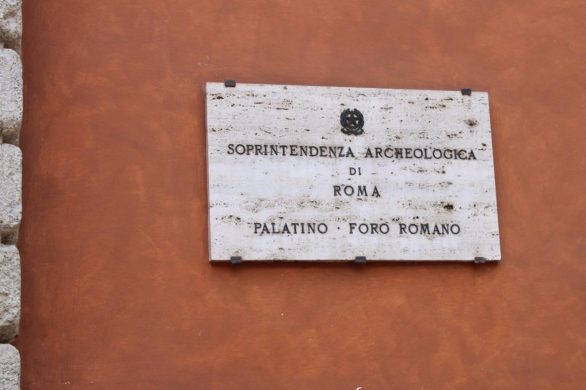 SOPRINTENDENZA ARCHEOLOGICA
DI
ROMA
PALATINO · FORO ROMANO